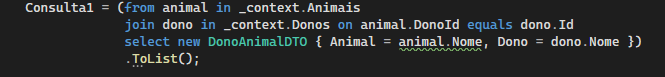 Consulta1 = (from animal in _context.Animais
join dono in _context.Donos on animal.DonoId equals dono.Id
select new DonoAnimalDTO { Animal = animal.Nome, Dono = dono.Nome })
.ToList();